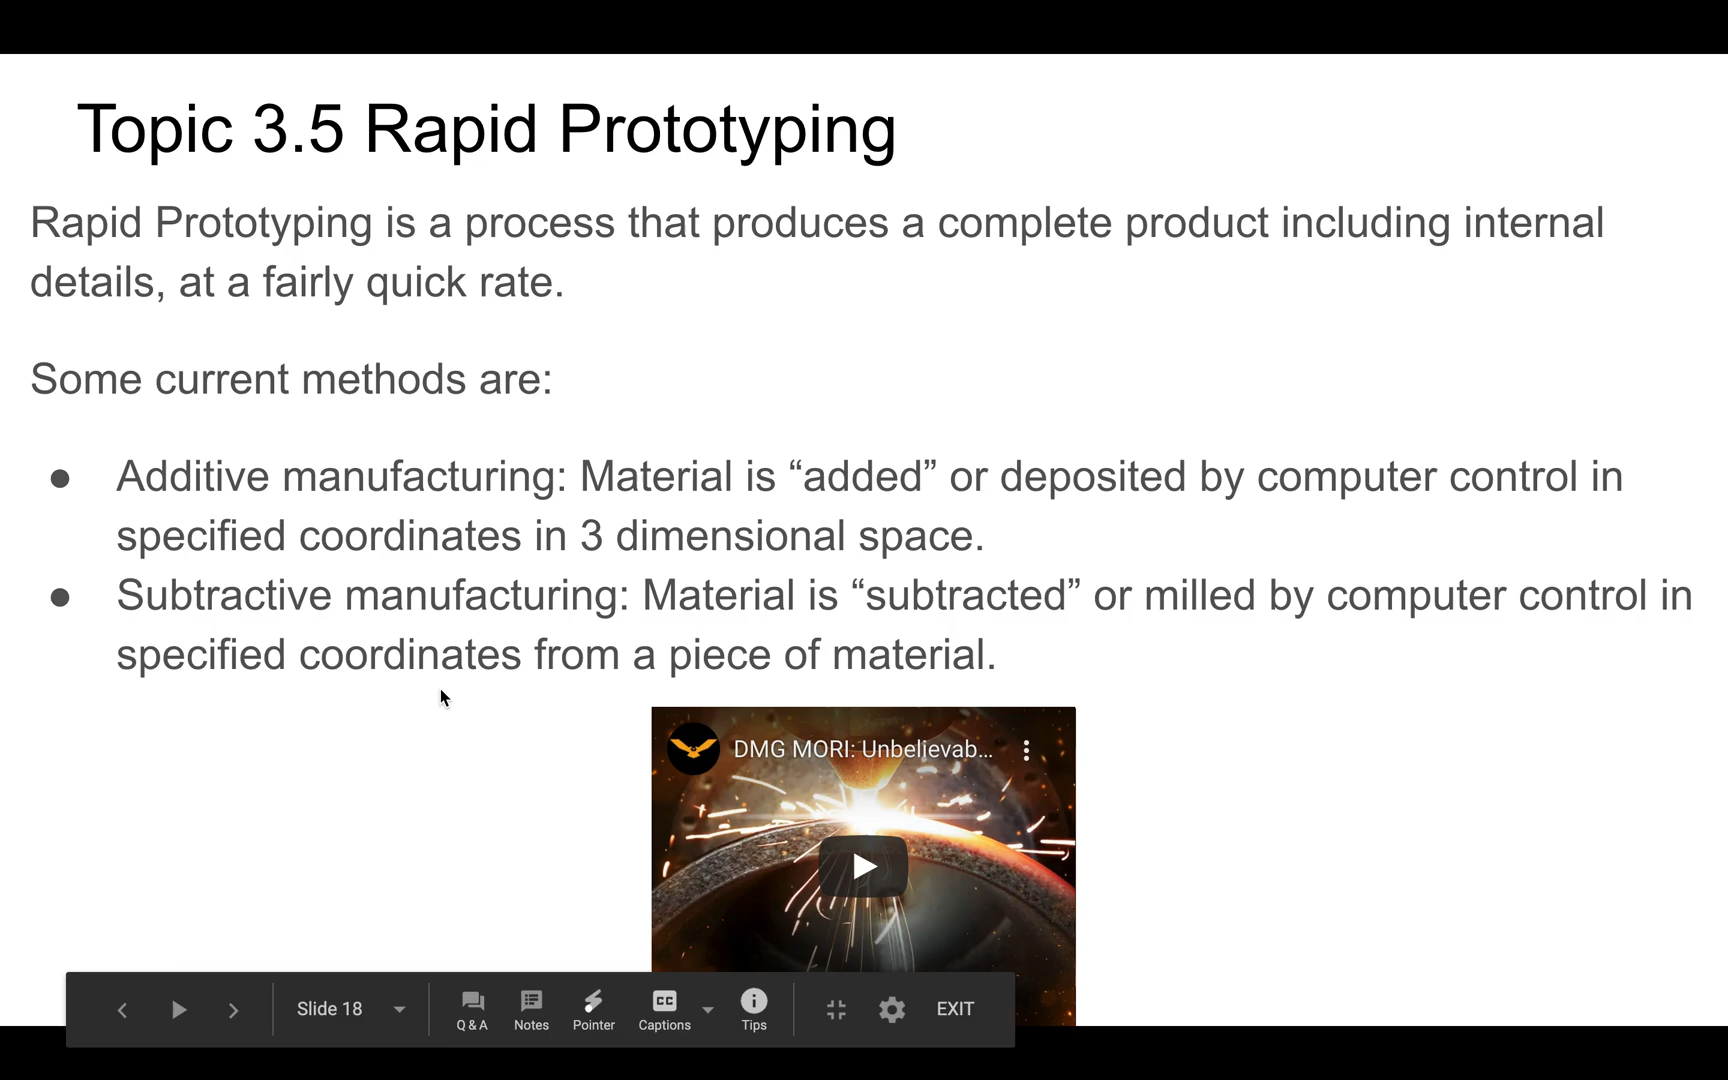 Topic 3.5 Rapid Prototyping
Rapid Prototyping is a process that produces a complete product including internal
details, at a fairly quick rate.
Some current methods are:
● Additive manufacturing: Material is “added” or deposited by computer control in
specified coordinates in 3 dimensional space.
● Subtractive manufacturing: Material is “subtracted” or milled by computer control in
specified coordinates from a piece of material.
DMG MORI: Unbelievab...
Slide 18
Q & A
Notes
Pointer
CC
Captions
Tips
EXIT